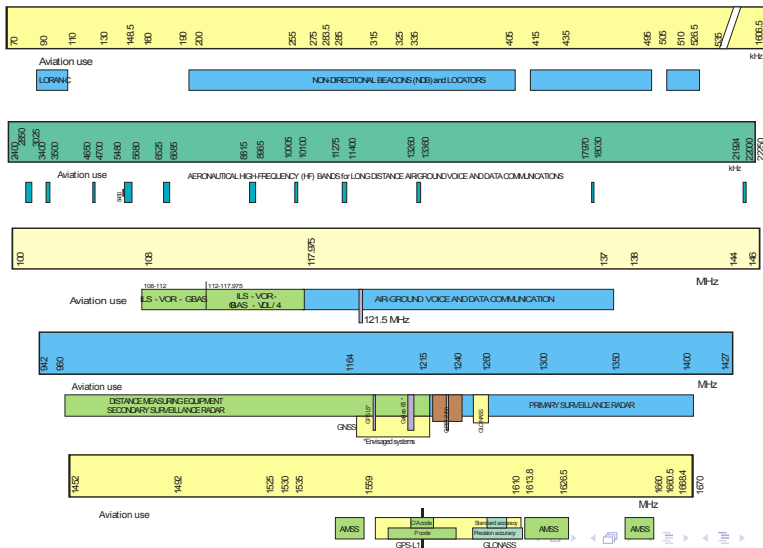 70 90 110 130 148.5 160 190 200 255 275 283.5 285 315 325 335 405 415 435 495 505 510 526.5 535 1606.5
kHz
Aviation use
LORAN-C NON-DIRECTIONAL BEACONS (NDB) and LOCATORS
2400 2850 3025 3400 3500 4650 4700 5480 5680 6525 6685 8815 8965 10005 10100 11275 11400 13260 13360 17970 18030 21924 22000 22250
kHz
Aviation use AERONAUTICAL HIGH-FREQUENCY (HF) BANDS for LONG DISTANCE AIR/GROUND VOICE AND DATA COMMUNICATIONS
100 108 117.975 137 138 144 146
MHz
108-112 112-117.975
Aviation use ILS - VOR - GBAS ILS - VOR - GBAS - VDL/4 AIR-GROUND VOICE AND DATA COMMUNICATION
121.5 MHz
942 960 1164 1215 1240 1260 1300 1350 1400 1427
MHz
Aviation use
DISTANCE MEASURING EQUIPMENT
SECONDARY SURVEILLANCE RADAR
PRIMARY SURVEILLANCE RADAR
GNSS GLONASS
*Envisaged systems
1452 1492 1525 1530 1535 1559 1610 1613.8 1626.5 1660 1660.5 1668.4 1670
MHz
AMSS C/A code Standard accuracy AMSS AMSS
P code Precision accuracy
GPS-L1 GLONASS